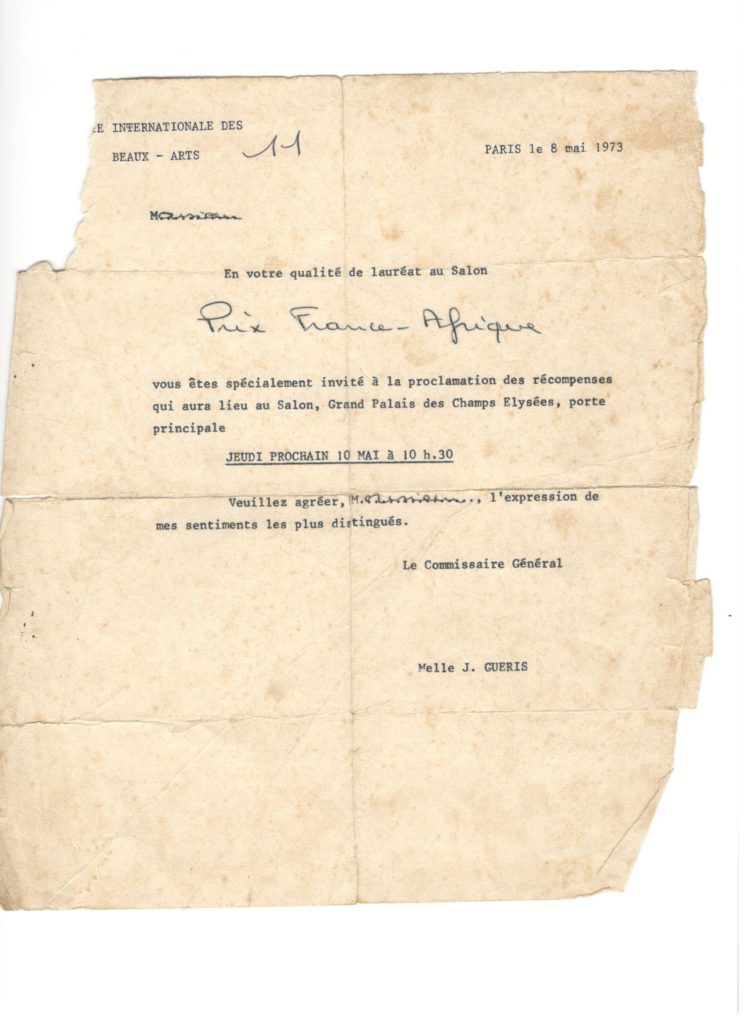 E INTERNATIONALE DES
BEAUX - ARTS 11
PARIS le 8 mai 1973
Monsieur
En votre qualité de lauréat au Salon
Prix France - Afrique
vous êtes spécialement invité à la proclamation des récompenses
qui aura lieu au Salon, Grand Palais des Champs Elysées, porte
principale
JEUDI PROCHAIN 10 MAI à 10 h.30
Veuillez agréer, Monsieur.., l'expression de
mes sentiments les plus distingués.
Le Commissaire Général
Melle J. GUERIS